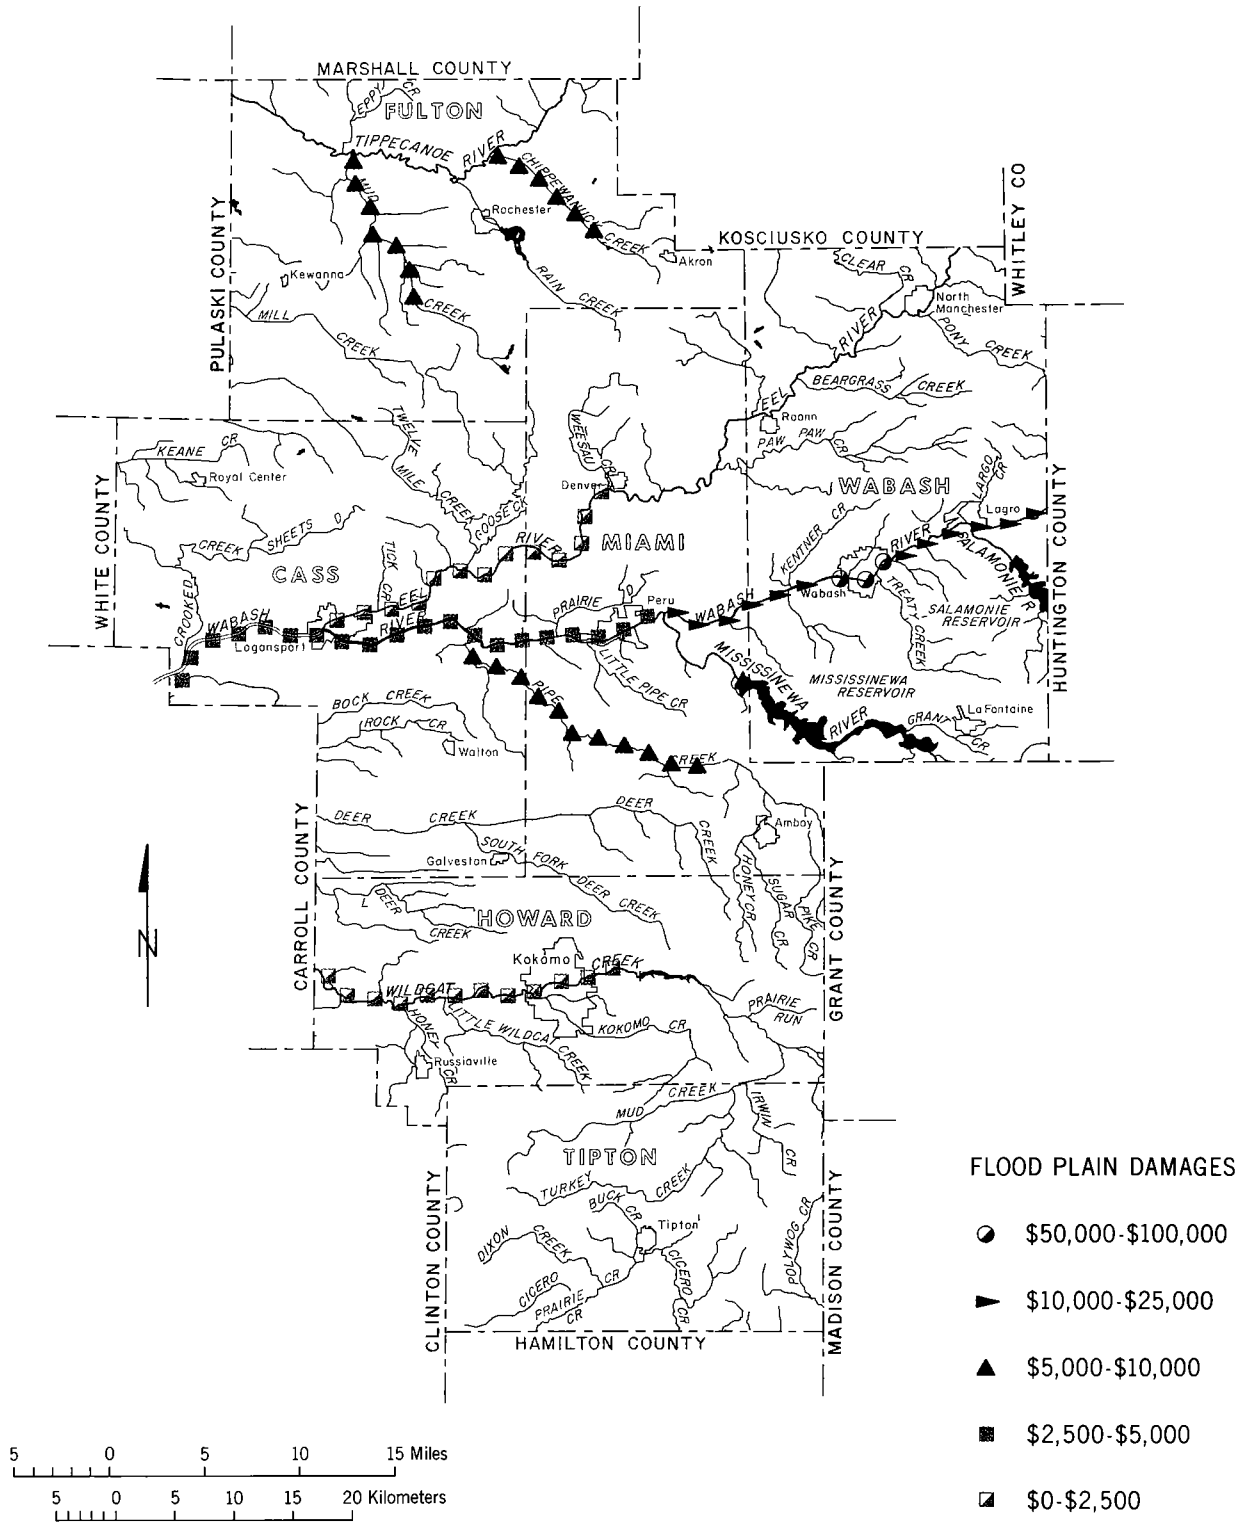 MARSHALL COUNTY
EPPY CR
FULTON
TIPPECANOE RIVER
CHIPPEWANUCK CREEK
MUD CREEK
Rochester
RAIN CREEK
Akron
Kewanna
PULASKI COUNTY
MILL CREEK
KOSCIUSKO COUNTY
WHITLEY CO
CLEAR CR
North
Manchester
PONY CREEK
EEL RIVER
BEARGRASS CREEK
Roann
PAW PAW CR
WABASH
LARGO CR
Lagro
KENTNER CR
TWELVE MILE CREEK
WEESAU CR
Denver
GOOSE CK
KEANE CR
Royal Center
WHITE COUNTY
CREEK SHEETS D
CASS
TICK CR
EEL RIVER
MIAMI
CROOKED
WABASH RIVER
Logansport
PRAIRIE D
Peru
WABASH RIVER
Wabash
SALAMONIE R
TREATY CREEK
SALAMONIE
RESERVOIR
HUNTINGTON COUNTY
LITTLE PIPE CR
PIPE CREEK
MISSISSINEWA RIVER
MISSISSINEWA
RESERVOIR
LaFontaine
GRANT CR
BOCK CREEK
ROCK CR
Walton
CARROLL COUNTY
DEER CREEK
DEER CREEK
Amboy
SOUTH FORK DEER CREEK
Galveston
HONEY CR
SUGAR CR
PIKE CR
GRANT COUNTY
L DEER CREEK
HOWARD
Kokomo
WILDCAT CREEK
PRAIRIE
RUN
LITTLE WILDCAT CREEK
KOKOMO CR
HONEY CR
Russiaville
N
MUD CREEK
IRWIN CR
TIPTON
TURKEY CREEK
BUCK CR
Tipton
DIXON CREEK
CICERO CR
CICERO CR
PRAIRIE CR
POLYWOG CR
CLINTON COUNTY
MADISON COUNTY
HAMILTON COUNTY
FLOOD PLAIN DAMAGES
$50,000-$100,000
$10,000-$25,000
$5,000-$10,000
$2,500-$5,000
$0-$2,500
5 0 5 10 15 Miles
5 0 5 10 15 20 Kilometers